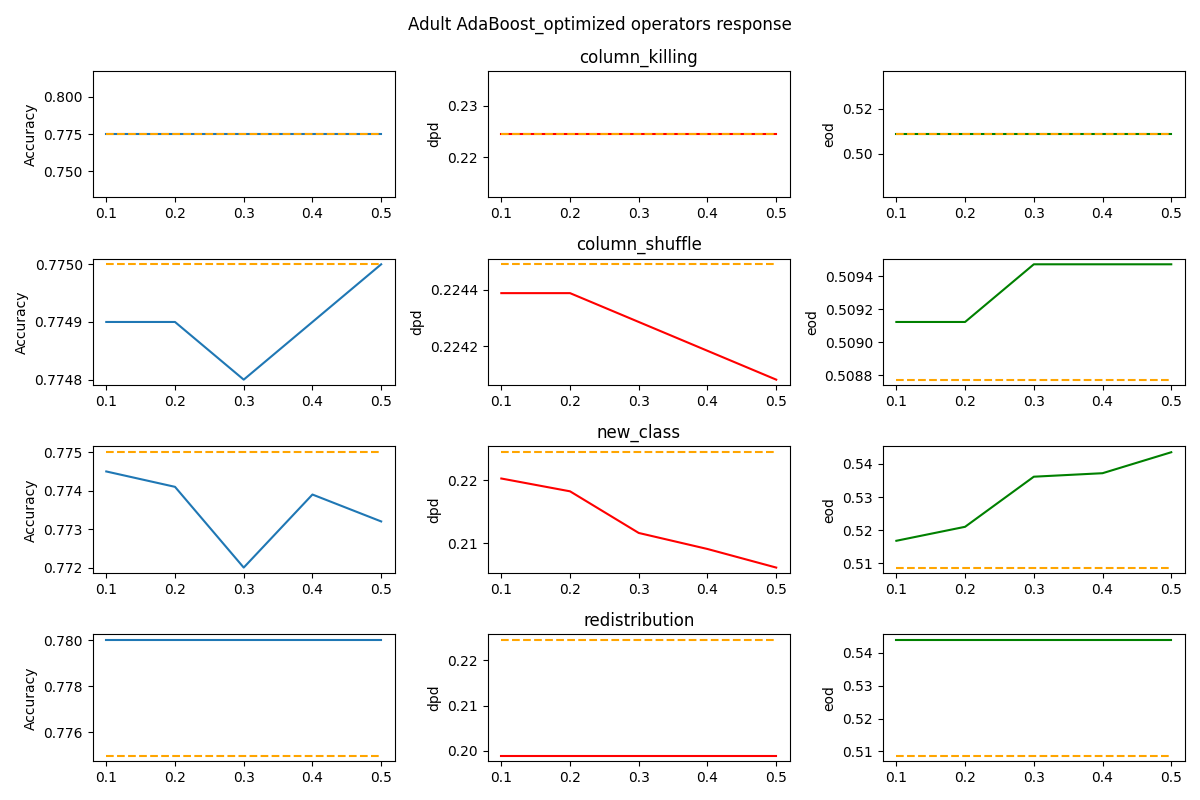 Adult AdaBoost_optimized operators response
column_killing
Accuracy
0.800
0.775
0.750
0.1 0.2 0.3 0.4 0.5
dpd
0.23
0.22
0.1 0.2 0.3 0.4 0.5
eod
0.52
0.50
0.1 0.2 0.3 0.4 0.5
column_shuffle
Accuracy
0.7750
0.7749
0.7748
0.1 0.2 0.3 0.4 0.5
dpd
0.2244
0.2242
0.1 0.2 0.3 0.4 0.5
eod
0.5094
0.5092
0.5090
0.5088
0.1 0.2 0.3 0.4 0.5
new_class
Accuracy
0.775
0.774
0.773
0.772
0.1 0.2 0.3 0.4 0.5
dpd
0.22
0.21
0.1 0.2 0.3 0.4 0.5
eod
0.54
0.53
0.52
0.51
0.1 0.2 0.3 0.4 0.5
redistribution
Accuracy
0.780
0.778
0.776
0.1 0.2 0.3 0.4 0.5
dpd
0.22
0.21
0.20
0.1 0.2 0.3 0.4 0.5
eod
0.54
0.53
0.52
0.51
0.1 0.2 0.3 0.4 0.5